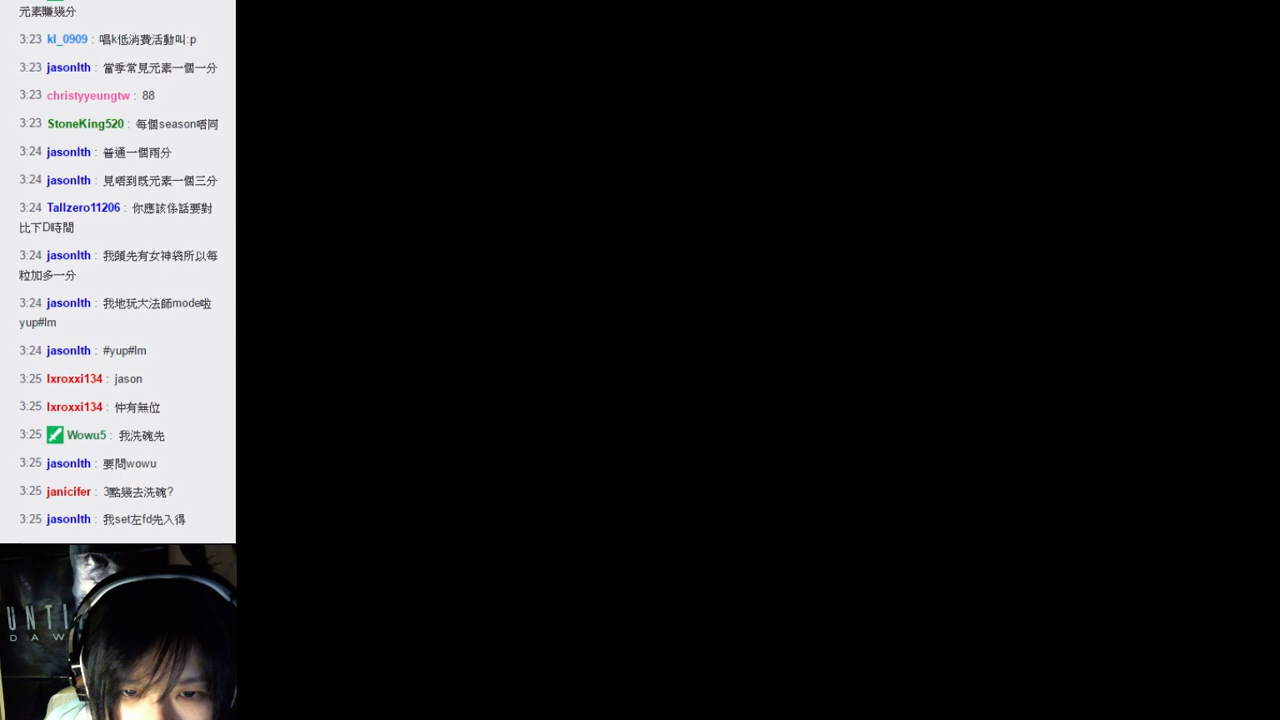 元素賺幾分
3:23 kl_0909 : 唱k低消費活動叫:p
3:23 jasonlth : 當季常見元素一個一分
3:23 christyyeungtw : 88
3:23 StoneKing520 : 每個season唔同
3:24 jasonlth : 普通一個兩分
3:24 jasonlth : 見唔到既元素一個三分
3:24 Tallzero11206 : 你應該係話要對
比下D時間
3:24 jasonlth : 我頭先有女神袋所以每
粒加多一分
3:24 jasonlth : 我地玩大法師mode啦
yup#lm
3:24 jasonlth : #yup#lm
3:25 lxroxxi134 : jason
3:25 lxroxxi134 : 仲有無位
3:25 Wowu5 : 我洗碗先
3:25 jasonlth : 要問wowu
3:25 janicifer : 3點幾去洗碗?
3:25 jasonlth : 我set左fd先入得
UNTI
DAW